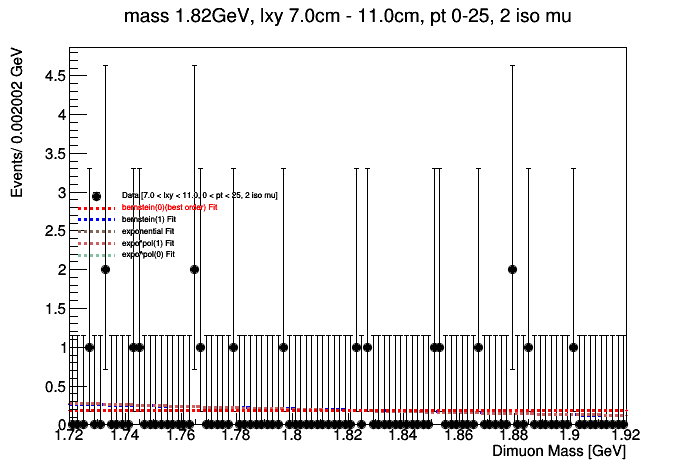 mass 1.82GeV, lxy 7.0cm - 11.0cm, pt 0-25, 2 iso mu
Events/ 0.002002 GeV
4.5
4
3.5
3
2.5
2
1.5
1
0.5
0
Data [7.0 < lxy < 11.0, 0 < pt < 25, 2 iso mu]
bernstein(0)(best order) Fit
bernstein(1) Fit
exponential Fit
expo*pol(1) Fit
expo*pol(0) Fit
1.72 1.74 1.76 1.78 1.8 1.82 1.84 1.86 1.88 1.9 1.92
Dimuon Mass [GeV]